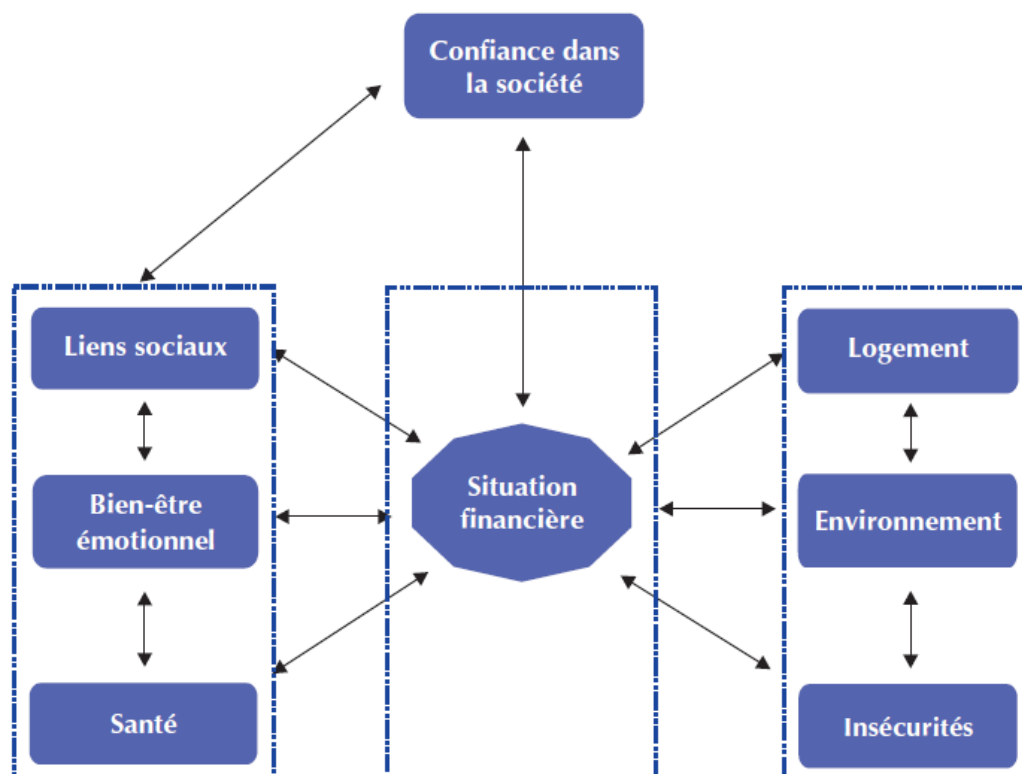 Confiance dans
la société
Liens sociaux
Logement
Bien-être
émotionnel
Situation
financière
Environnement
Santé
Insécurités